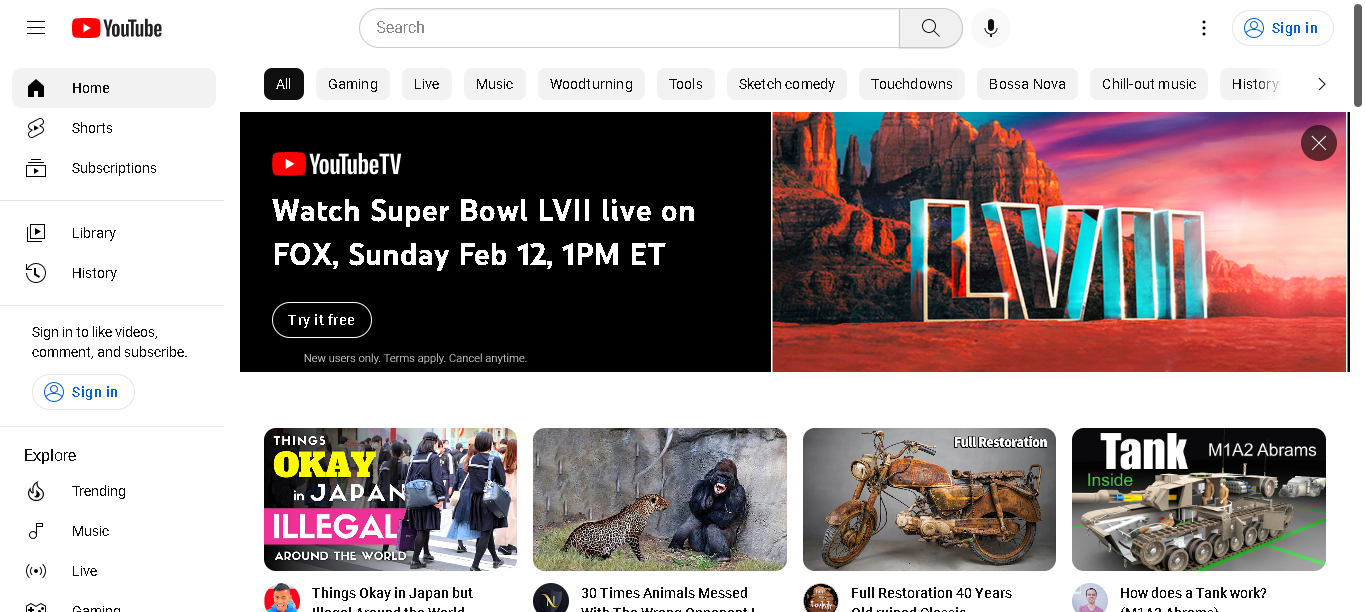 YouTube
Search
Sign in
Home
Shorts
Subscriptions
Library
History
Sign in to like videos,
comment, and subscribe.
Sign in
Explore
Trending
Music
Live
Gaming
All
Gaming
Live
Music
Woodturning
Tools
Sketch comedy
Touchdowns
Bossa Nova
Chill-out music
History
YouTubeTV
Watch Super Bowl LVII live on
FOX, Sunday Feb 12, 1PM ET
Try it free
New users only. Terms apply. Cancel anytime.
LVII
THINGS
OKAY
in JAPAN
ILLEGAL
AROUND THE WORLD
Things Okay in Japan but
Illegal Around the World
30 Times Animals Messed
With The Wrong Opponent !
Full Restoration
Full Restoration 40 Years
Old ruined Classic
Tank
M1A2 Abrams
Inside
How does a Tank work?
(M1A2 Abrams)